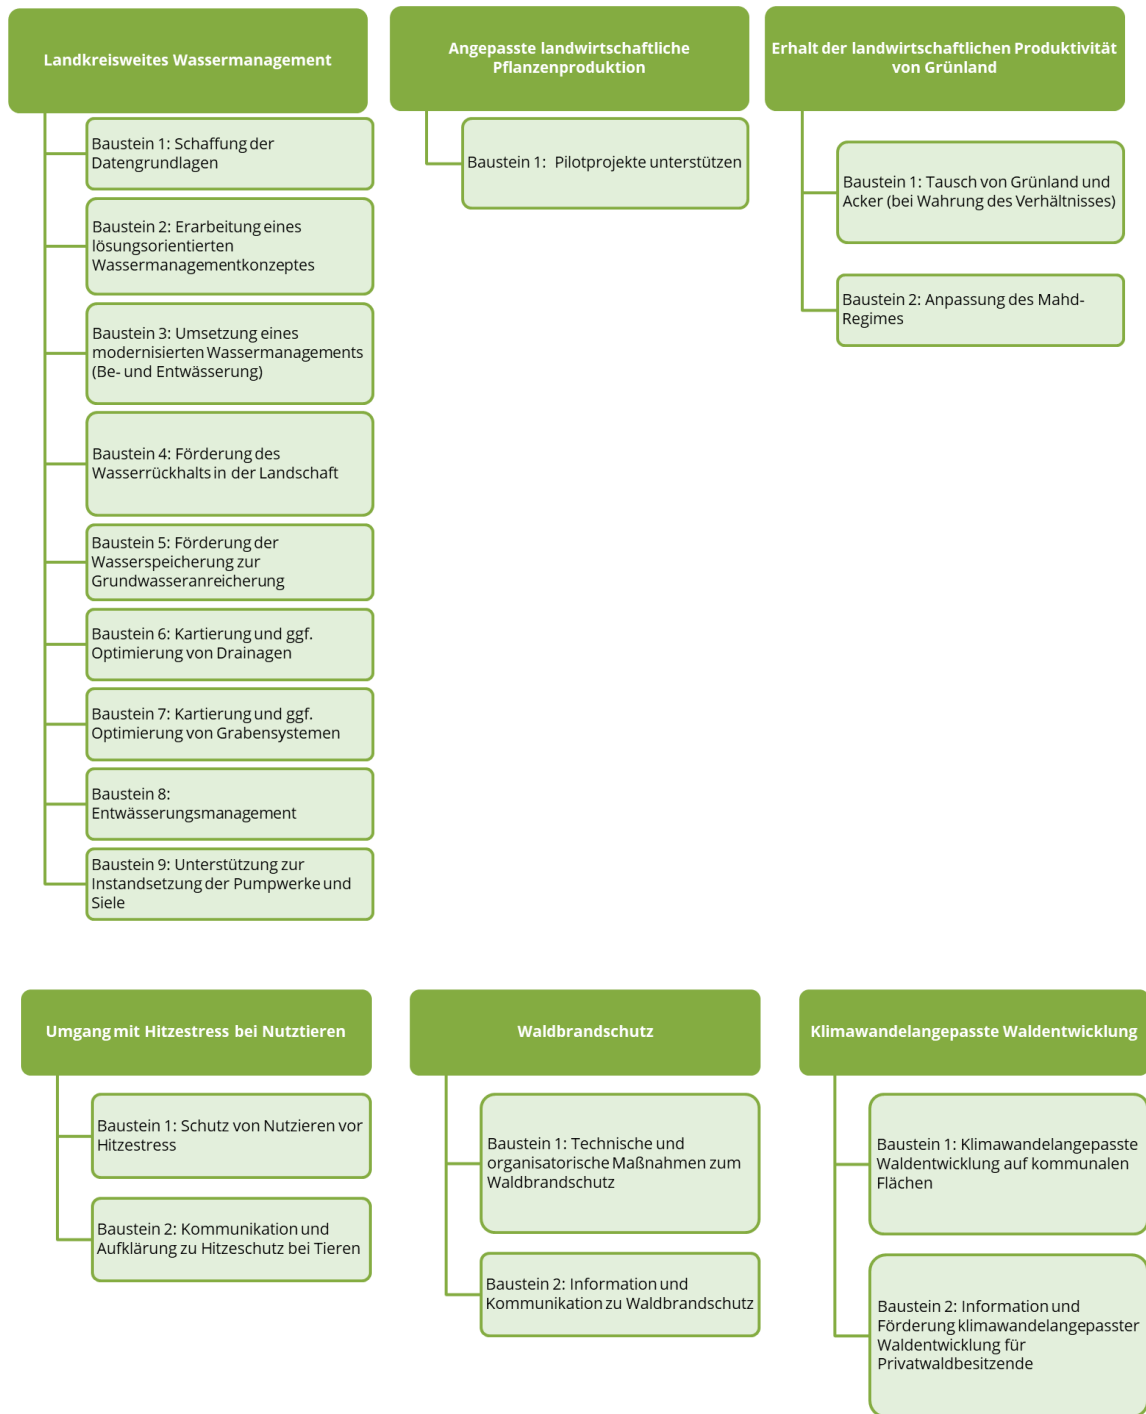 Landkreisweites Wassermanagement
Baustein 1: Schaffung der
Datengrundlagen
Baustein 2: Erarbeitung eines
lösungsorientierten
Wassermanagementkonzeptes
Baustein 3: Umsetzung eines
modernisierten Wassermanagements
(Be- und Entwässerung)
Baustein 4: Förderung des
Wasserrückhalts in der Landschaft
Baustein 5: Förderung der
Wasserspeicherung zur
Grundwasseranreicherung
Baustein 6: Kartierung und ggf.
Optimierung von Drainagen
Baustein 7: Kartierung und ggf.
Optimierung von Grabensystemen
Baustein 8:
Entwässerungsmanagement
Baustein 9: Unterstützung zur
Instandsetzung der Pumpwerke und
Siele
Angepasste landwirtschaftliche
Pflanzenproduktion
Baustein 1: Pilotprojekte unterstützen
Erhalt der landwirtschaftlichen Produktivität
von Grünland
Baustein 1: Tausch von Grünland und
Acker (bei Wahrung des Verhältnisses)
Baustein 2: Anpassung des Mahd-
Regimes
Umgang mit Hitzestress bei Nutztieren
Baustein 1: Schutz von Nutzieren vor
Hitzestress
Baustein 2: Kommunikation und
Aufklärung zu Hitzeschutz bei Tieren
Waldbrandschutz
Baustein 1: Technische und
organisatorische Maßnahmen zum
Waldbrandschutz
Baustein 2: Information und
Kommunikation zu Waldbrandschutz
Klimawandelangepasste Waldentwicklung
Baustein 1: Klimawandelangepasste
Waldentwicklung auf kommunalen
Flächen
Baustein 2: Information und
Förderung klimawandelangepasster
Waldentwicklung für
Privatwaldbesitzende